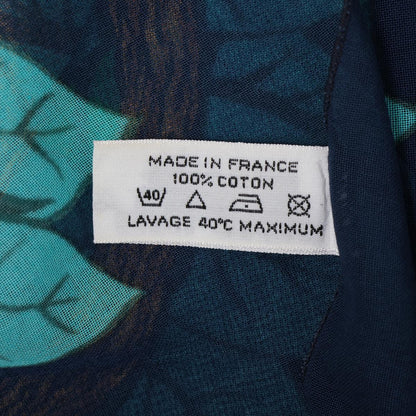 MADE IN FRANCE
100% COTON
40
LAVAGE 40°C MAXIMUM